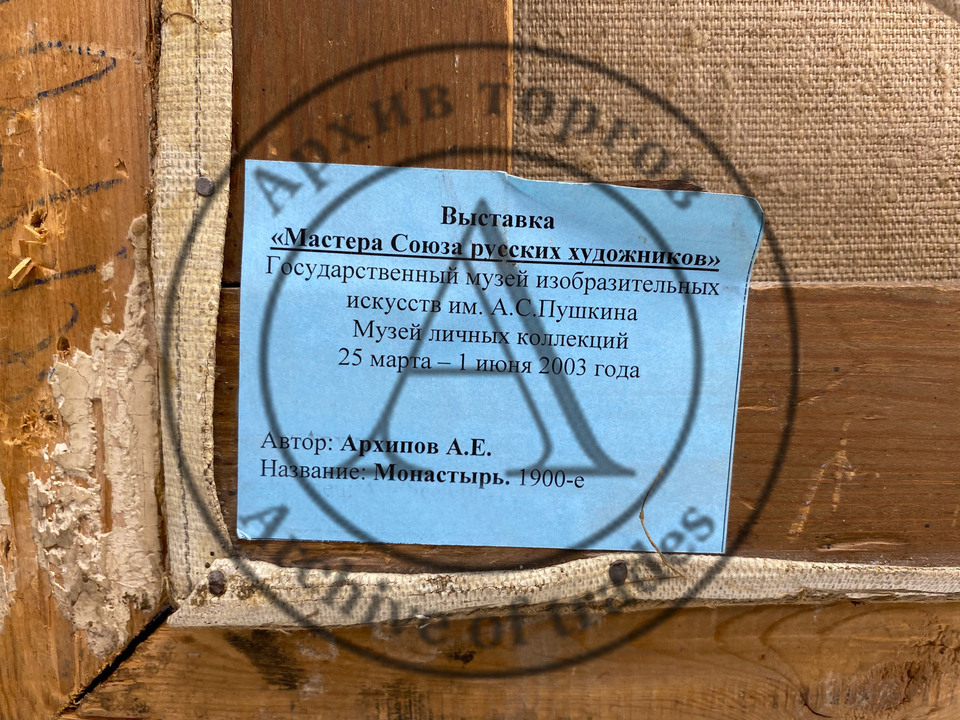 Архив торгов
Выставка
«Мастера Союза русских художников»
Государственный музей изобразительных
искусств им. А.С.Пушкина
Музей личных коллекций
25 марта – 1 июня 2003 года
Автор: Архипов А.Е.
Название: Монастырь. 1900-е
Archive of trades